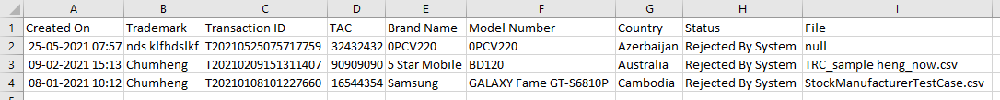 A B C D E F G H I
1 Created On Trademark Transaction ID TAC Brand Name Model Number Country Status File
2 25-05-2021 07:57 nds klfhdslkf T20210525075717759 32432432 0PCV220 0PCV220 Azerbaijan Rejected By System null
3 09-02-2021 15:13 Chumheng T20210209151311407 90909090 5 Star Mobile BD120 Australia Rejected By System TRC_sample heng_now.csv
4 08-01-2021 10:12 Chumheng T20210108101227660 16544354 Samsung GALAXY Fame GT-S6810P Cambodia Rejected By System StockManufacturerTestCase.csv